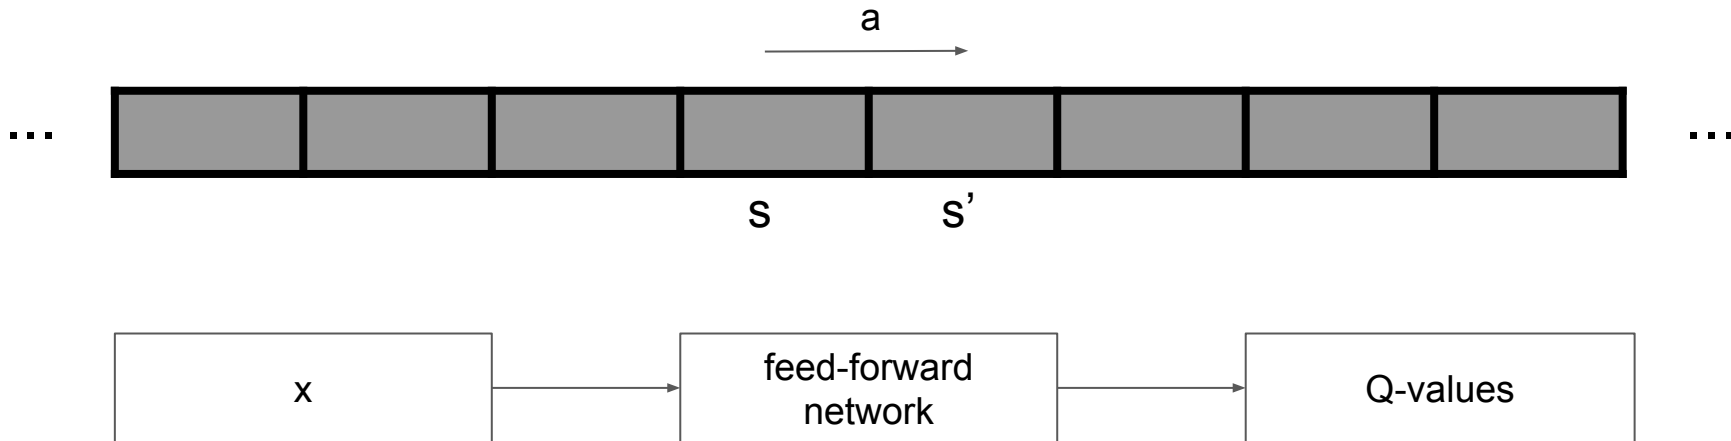 a
... ...
s s’
x
feed-forward
network
Q-values